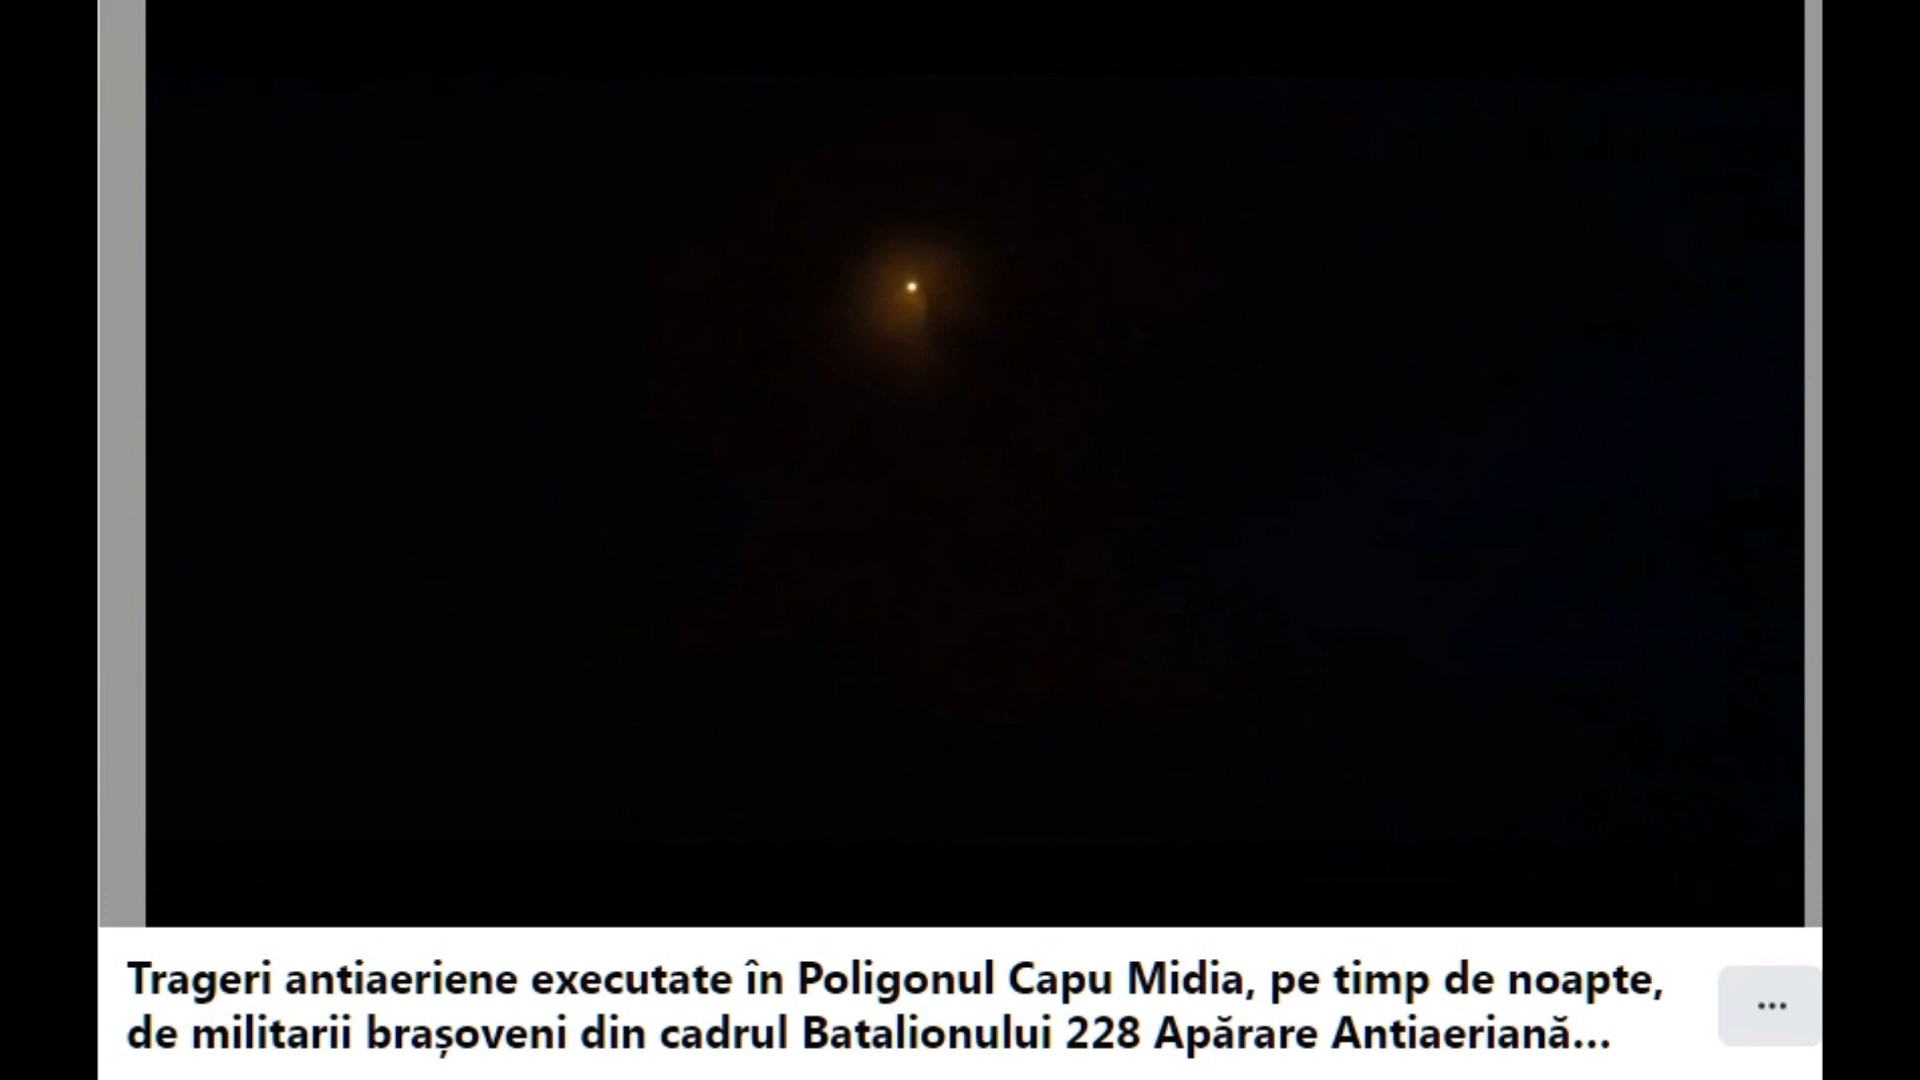 Trageri antiaeriene executate în Poligonul Capu Midia, pe timp de noapte,
de militarii brașoveni din cadrul Batalionului 228 Apărare Antiaeriană...